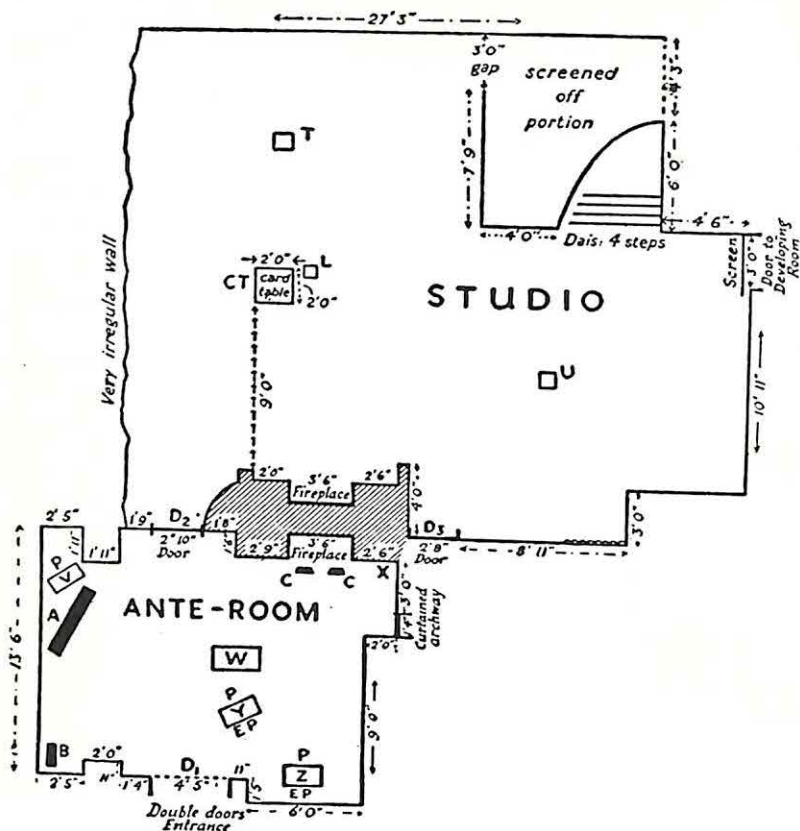 27' 3"
3' 0"
gap
screened
off
portion
4' 3"
7' 9"
6' 0"
T
4' 0"
Dais: 4 steps
4' 6"
Screen
3' 0"
Door to
Developing
Room
2' 0"
L
CT
card
table
2' 0"
STUDIO
Very irregular wall
U
9' 0"
10' 11"
2' 0"
3' 6"
Fireplace
2' 6"
4' 0"
3' 0"
2' 5"
1' 11"
1' 11"
1' 9"
D2
2' 10"
Door
1' 8"
2' 9"
3' 6"
Fireplace
2' 6"
X
D3
2' 8"
Door
8' 11"
P
V
A
C
C
3' 0"
Curtained
archway
ANTE-ROOM
2' 0"
13' 6"
W
P
Y
EP
9' 0"
B
2' 0"
2' 5"
1' 4"
D1
4' 5"
11"
P
Z
EP
Double doors
Entrance
6' 0"